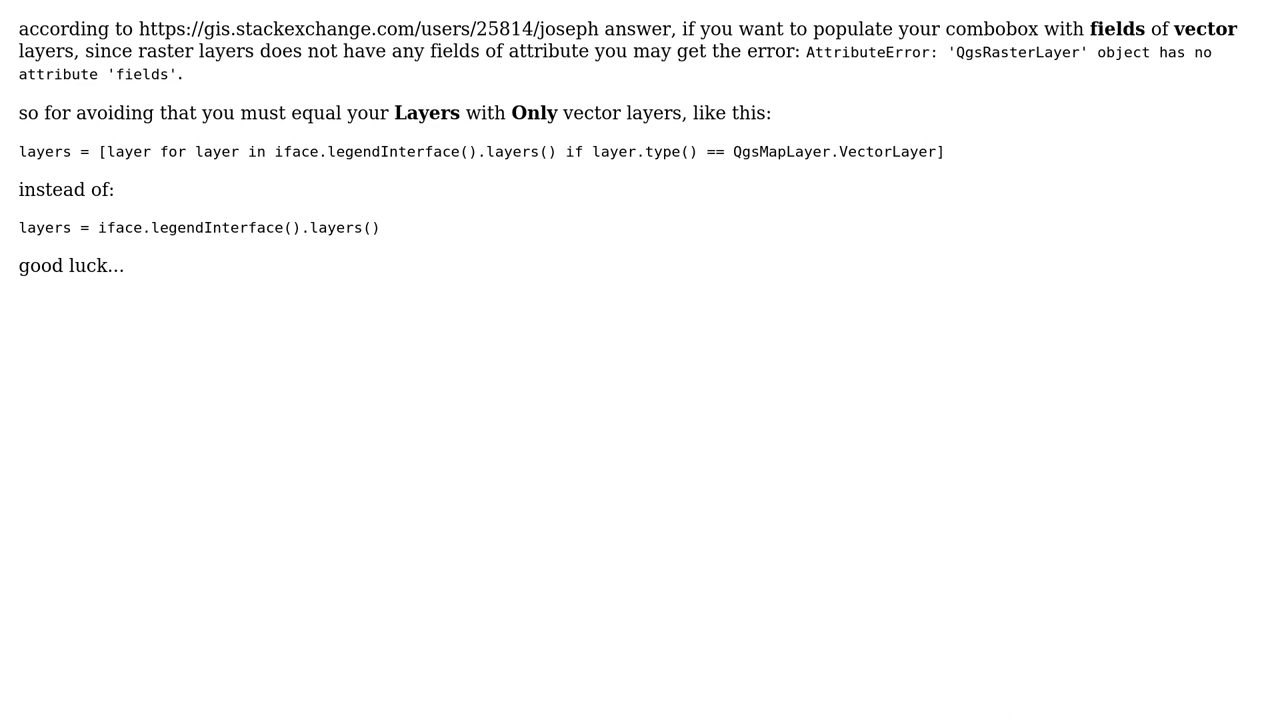 according to https://gis.stackexchange.com/users/25814/joseph answer, if you want to populate your combobox with fields of vector
layers, since raster layers does not have any fields of attribute you may get the error: AttributeError: 'QgsRasterLayer' object has no
attribute 'fields'.
so for avoiding that you must equal your Layers with Only vector layers, like this:
layers = [layer for layer in iface.legendInterface().layers() if layer.type() == QgsMapLayer.VectorLayer]
instead of:
layers = iface.legendInterface().layers()
good luck...